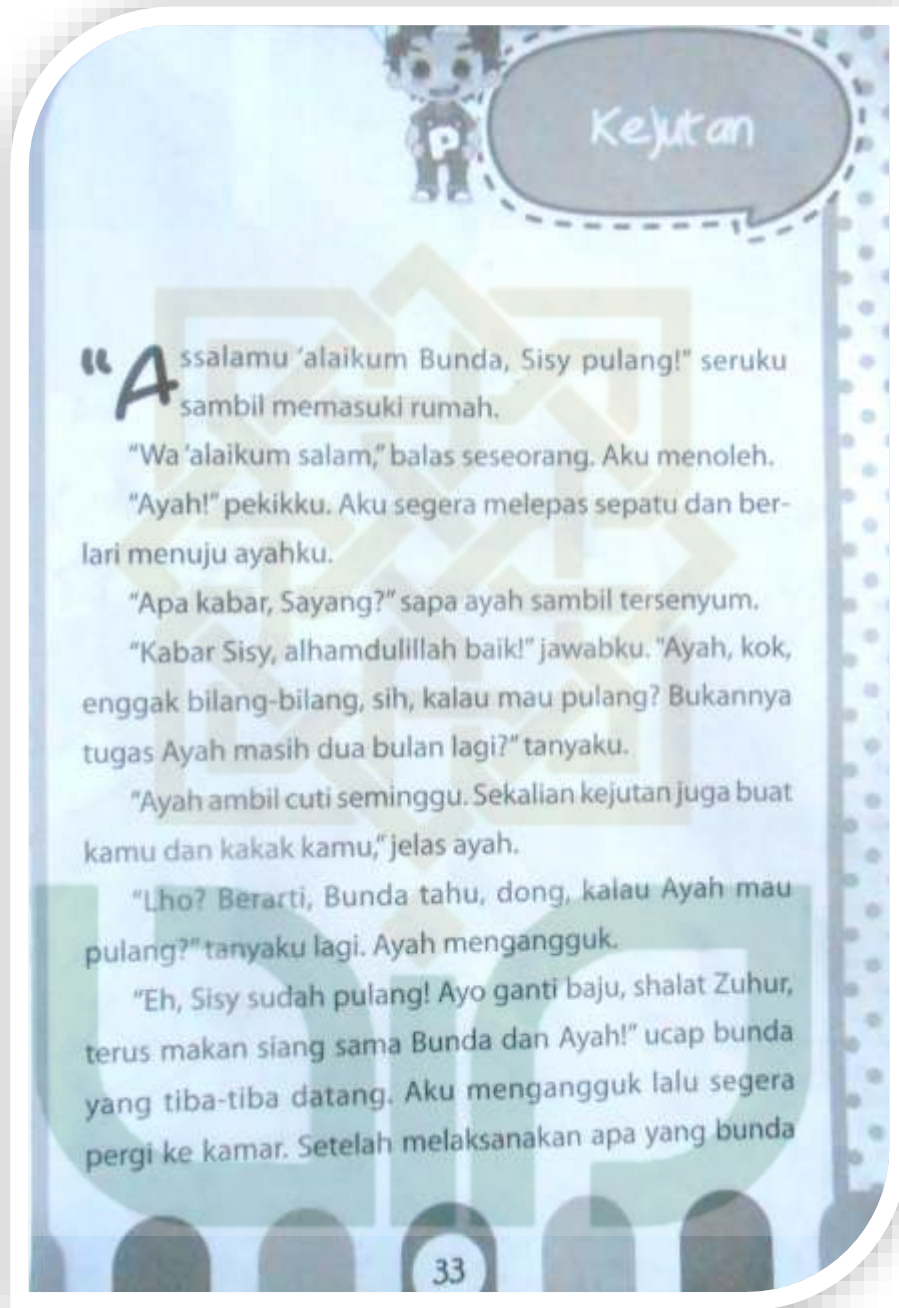 Kejutan
P
"Assalamu 'alaikum Bunda, Sisy pulang!" seruku
sambil memasuki rumah.
"Wa 'alaikum salam," balas seseorang. Aku menoleh.
"Ayah!" pekikku. Aku segera melepas sepatu dan ber-
lari menuju ayahku.
"Apa kabar, Sayang?" sapa ayah sambil tersenyum.
"Kabar Sisy, alhamdulillah baik!" jawabku. "Ayah, kok,
enggak bilang-bilang, sih, kalau mau pulang? Bukannya
tugas Ayah masih dua bulan lagi?" tanyaku.
"Ayah ambil cuti seminggu. Sekalian kejutan juga buat
kamu dan kakak kamu," jelas ayah.
"Lho? Berarti, Bunda tahu, dong, kalau Ayah mau
pulang?" tanyaku lagi. Ayah mengangguk.
"Eh, Sisy sudah pulang! Ayo ganti baju, shalat Zuhur,
terus makan siang sama Bunda dan Ayah!" ucap bunda
yang tiba-tiba datang. Aku mengangguk lalu segera
pergi ke kamar. Setelah melaksanakan apa yang bunda
33